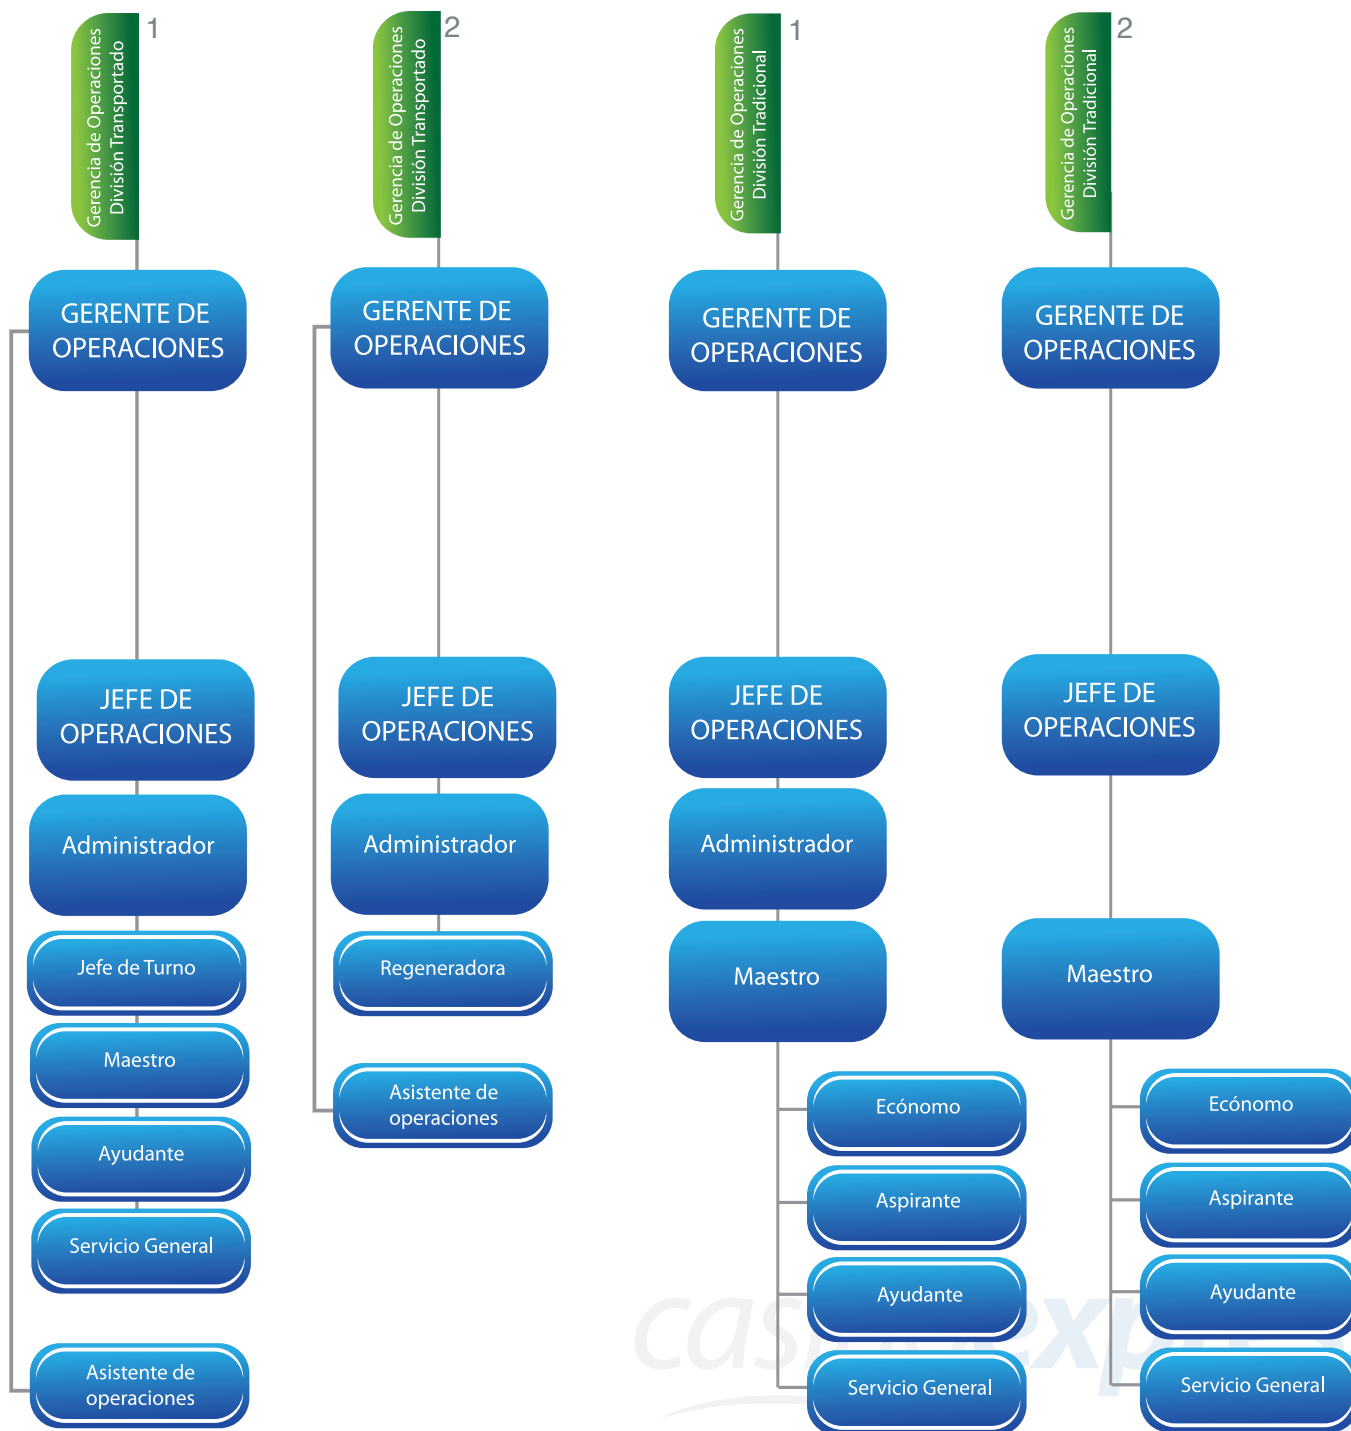 Gerencia de Operaciones
División Transportado
1
GERENTE DE
OPERACIONES
JEFE DE
OPERACIONES
Administrador
Jefe de Turno
Maestro
Ayudante
Servicio General
Asistente de
operaciones
Gerencia de Operaciones
División Transportado
2
GERENTE DE
OPERACIONES
JEFE DE
OPERACIONES
Administrador
Regeneradora
Asistente de
operaciones
Gerencia de Operaciones
División Tradicional
1
GERENTE DE
OPERACIONES
JEFE DE
OPERACIONES
Administrador
Maestro
Ecónomo
Aspirante
Ayudante
Servicio General
Gerencia de Operaciones
División Tradicional
2
GERENTE DE
OPERACIONES
JEFE DE
OPERACIONES
Maestro
Ecónomo
Aspirante
Ayudante
Servicio General